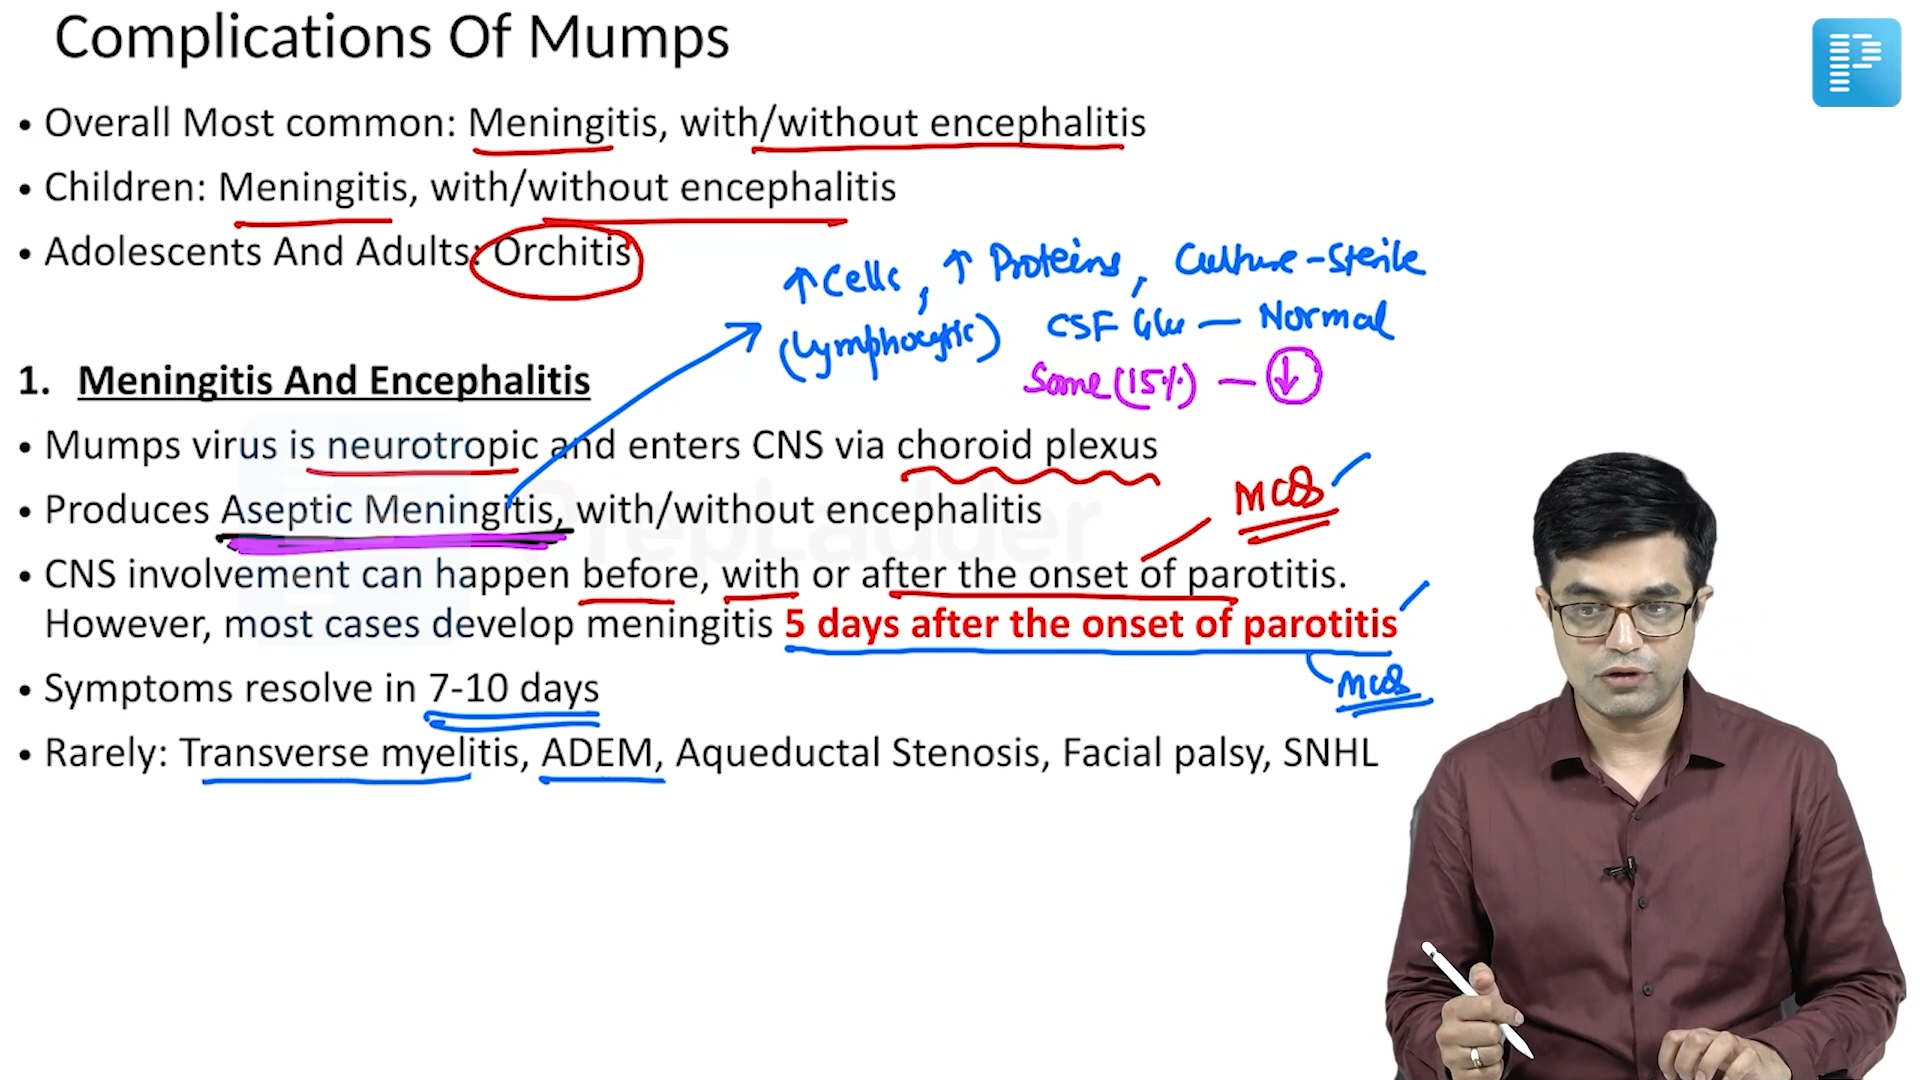 Complications Of Mumps
• Overall Most common: Meningitis, with/without encephalitis
• Children: Meningitis, with/without encephalitis
• Adolescents And Adults: Orchitis
↑ Cells, ↑ Proteins, Culture - Sterile
(Lymphocytic) CSF Glu — Normal
Some (15%) — ↓
1. Meningitis And Encephalitis
• Mumps virus is neurotropic and enters CNS via choroid plexus
MCQ
• Produces Aseptic Meningitis, with/without encephalitis
PrepLadder
• CNS involvement can happen before, with or after the onset of parotitis.
However, most cases develop meningitis 5 days after the onset of parotitis
MCQ
• Symptoms resolve in 7-10 days
• Rarely: Transverse myelitis, ADEM, Aqueductal Stenosis, Facial palsy, SNHL